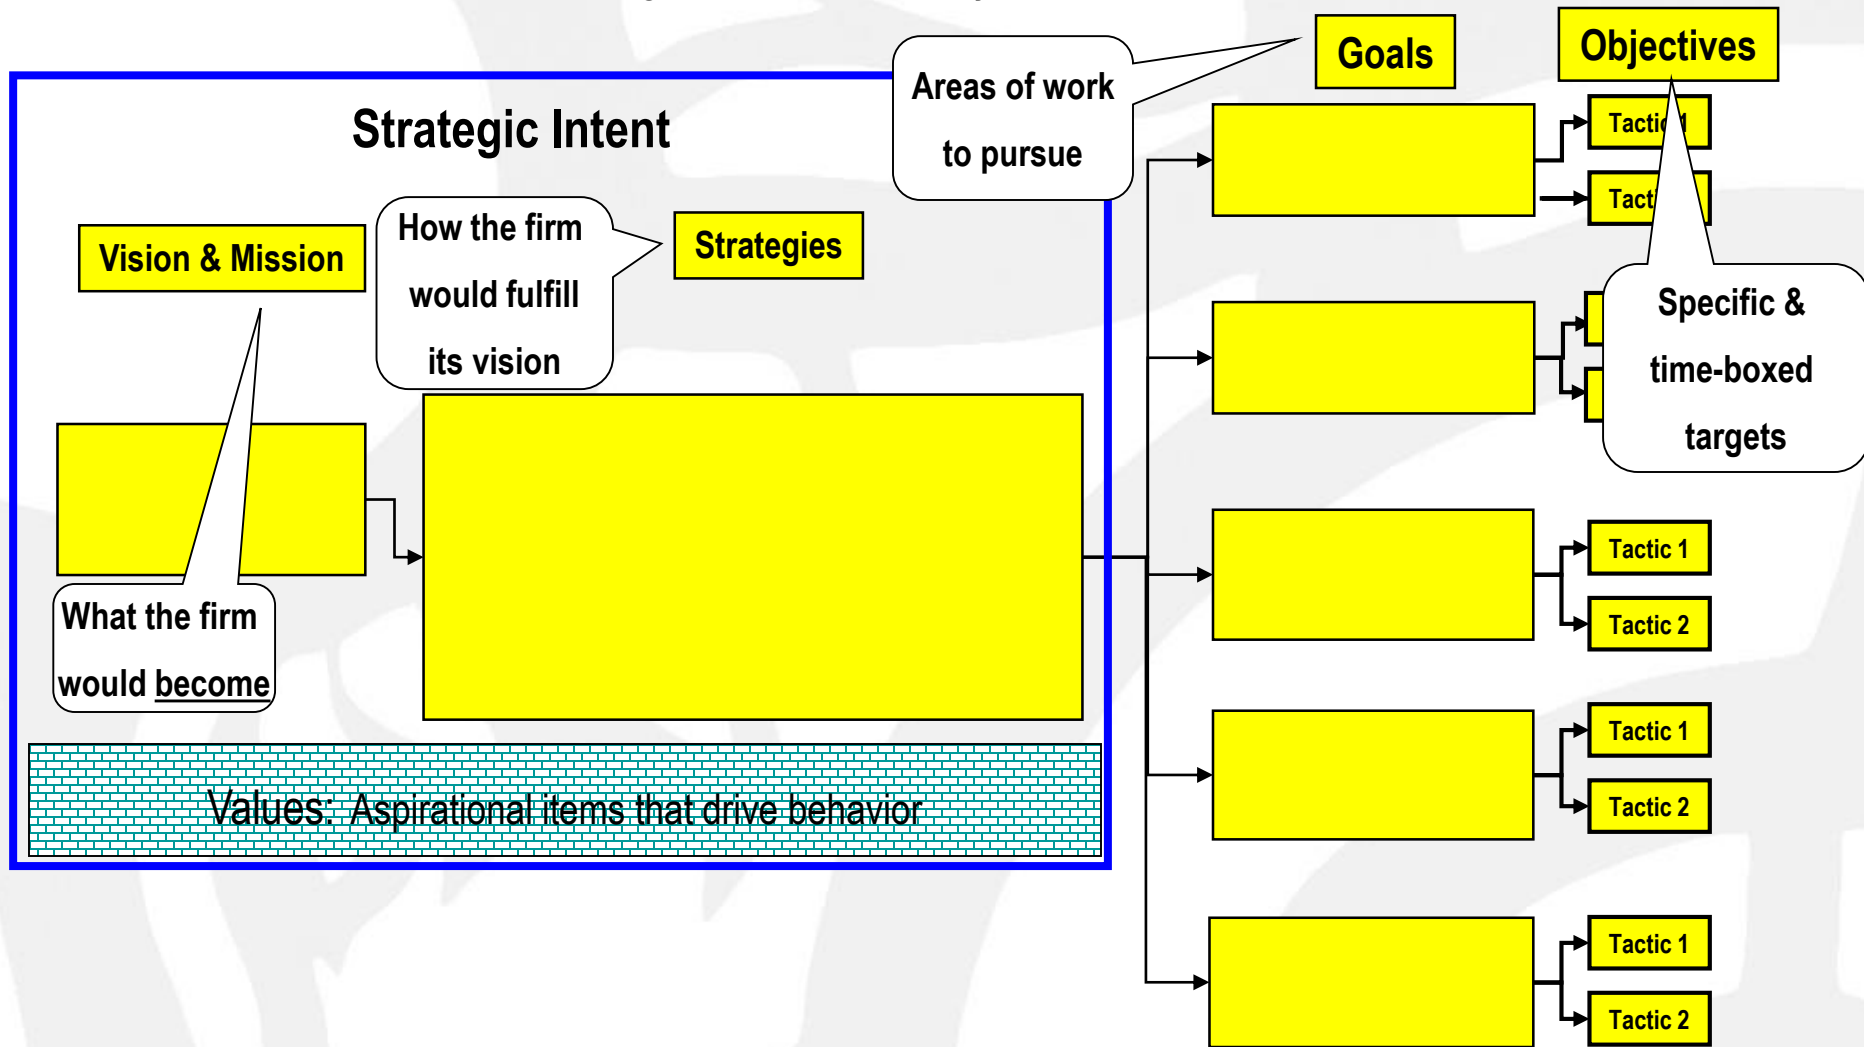 Goals
Objectives
Areas of work
to pursue
Strategic Intent
Tactic 1
How the firm
would fulfill
its vision
Strategies
Vision & Mission
Specific &
time-boxed
targets
Tactic 1
Tactic 2
What the firm
would become
Tactic 1
Tactic 2
Values: Aspirational items that drive behavior
Tactic 1
Tactic 2